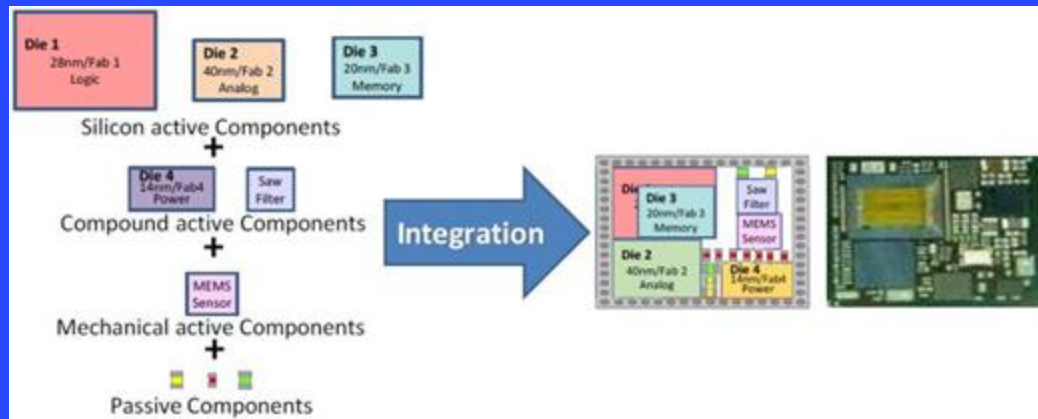 Die 1
28nm/Fab 1
Logic
Die 2
40nm/Fab 2
Analog
Die 3
20nm/Fab 3
Memory
Silicon active Components
+
Die 4
14nm/Fab4
Power
Saw
Filter
Compound active Components
+
MEMS
Sensor
Mechanical active Components
+
Passive Components
Integration
Die 3
20nm/Fab 3
Memory
Saw
Filter
MEMS
Sensor
Die 2
40nm/Fab 2
Analog
Die 4
14nm/Fab4
Power